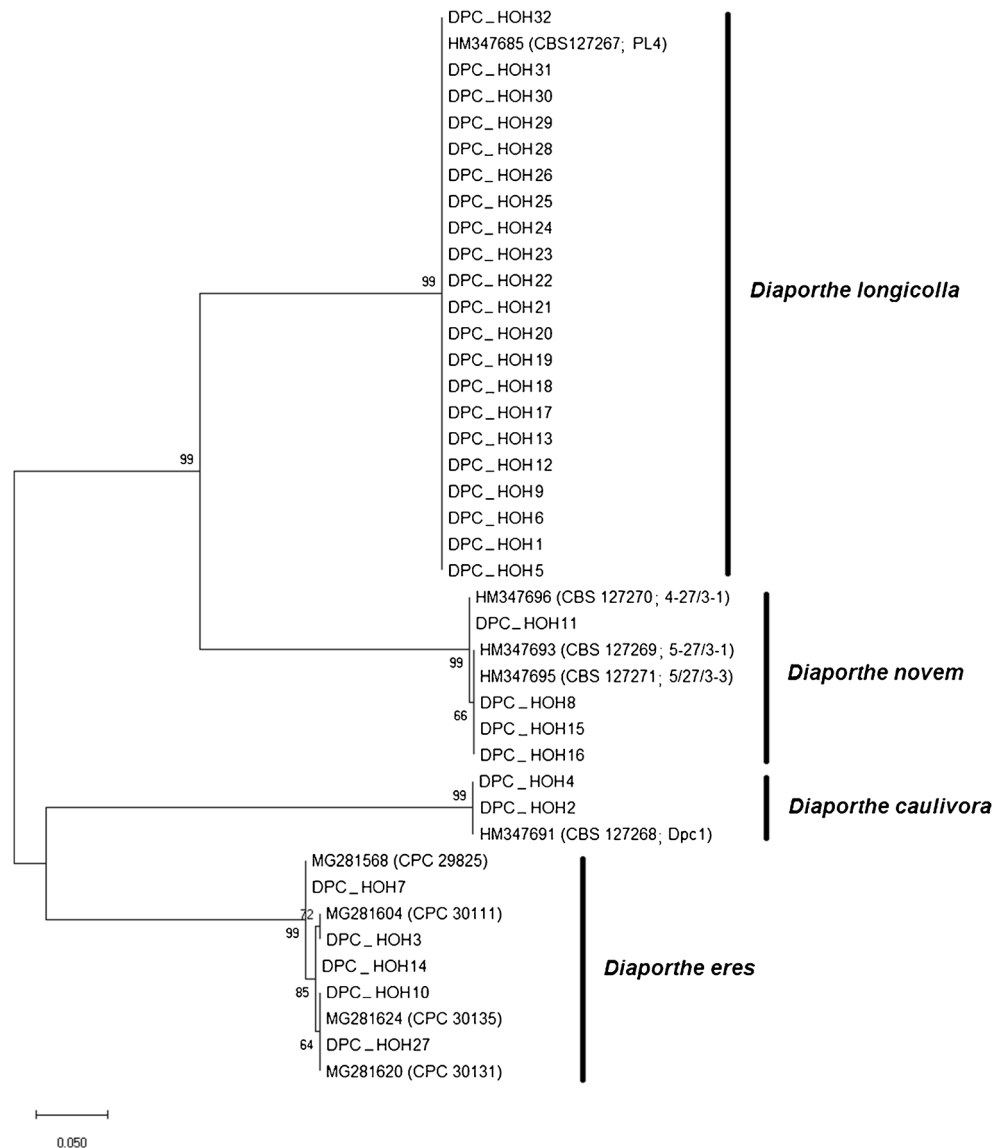 DPC_HOH32
HM347685 (CBS127267; PL4)
DPC_HOH31
DPC_HOH30
DPC_HOH29
DPC_HOH28
DPC_HOH26
DPC_HOH25
DPC_HOH24
DPC_HOH23
DPC_HOH22
DPC_HOH21
DPC_HOH20
DPC_HOH19
DPC_HOH18
DPC_HOH17
DPC_HOH13
DPC_HOH12
DPC_HOH9
DPC_HOH6
DPC_HOH1
DPC_HOH5
99
Diaporthe longicolla
99
HM347696 (CBS 127270; 4-27/3-1)
DPC_HOH11
HM347693 (CBS 127269; 5-27/3-1)
HM347695 (CBS 127271; 5/27/3-3)
DPC_HOH8
DPC_HOH15
DPC_HOH16
99
66
Diaporthe novem
DPC_HOH4
DPC_HOH2
HM347691 (CBS 127268; Dpc1)
99
Diaporthe caulivora
MG281568 (CPC 29825)
DPC_HOH7
MG281604 (CPC 30111)
DPC_HOH3
DPC_HOH14
DPC_HOH10
MG281624 (CPC 30135)
DPC_HOH27
MG281620 (CPC 30131)
72
99
85
64
Diaporthe eres
0.050